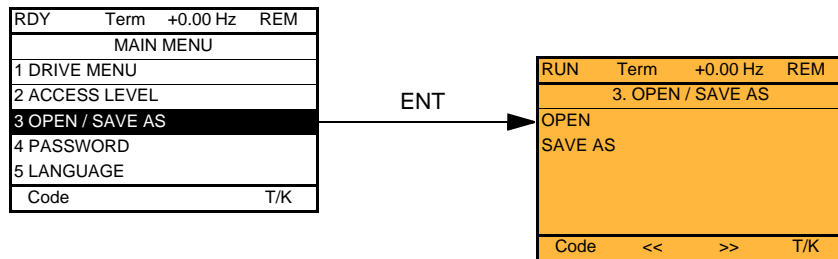 RDY Term +0.00 Hz REM
MAIN MENU
1 DRIVE MENU
2 ACCESS LEVEL
3 OPEN / SAVE AS
4 PASSWORD
5 LANGUAGE
Code T/K
ENT
RUN Term +0.00 Hz REM
3. OPEN / SAVE AS
OPEN
SAVE AS
Code << >> T/K